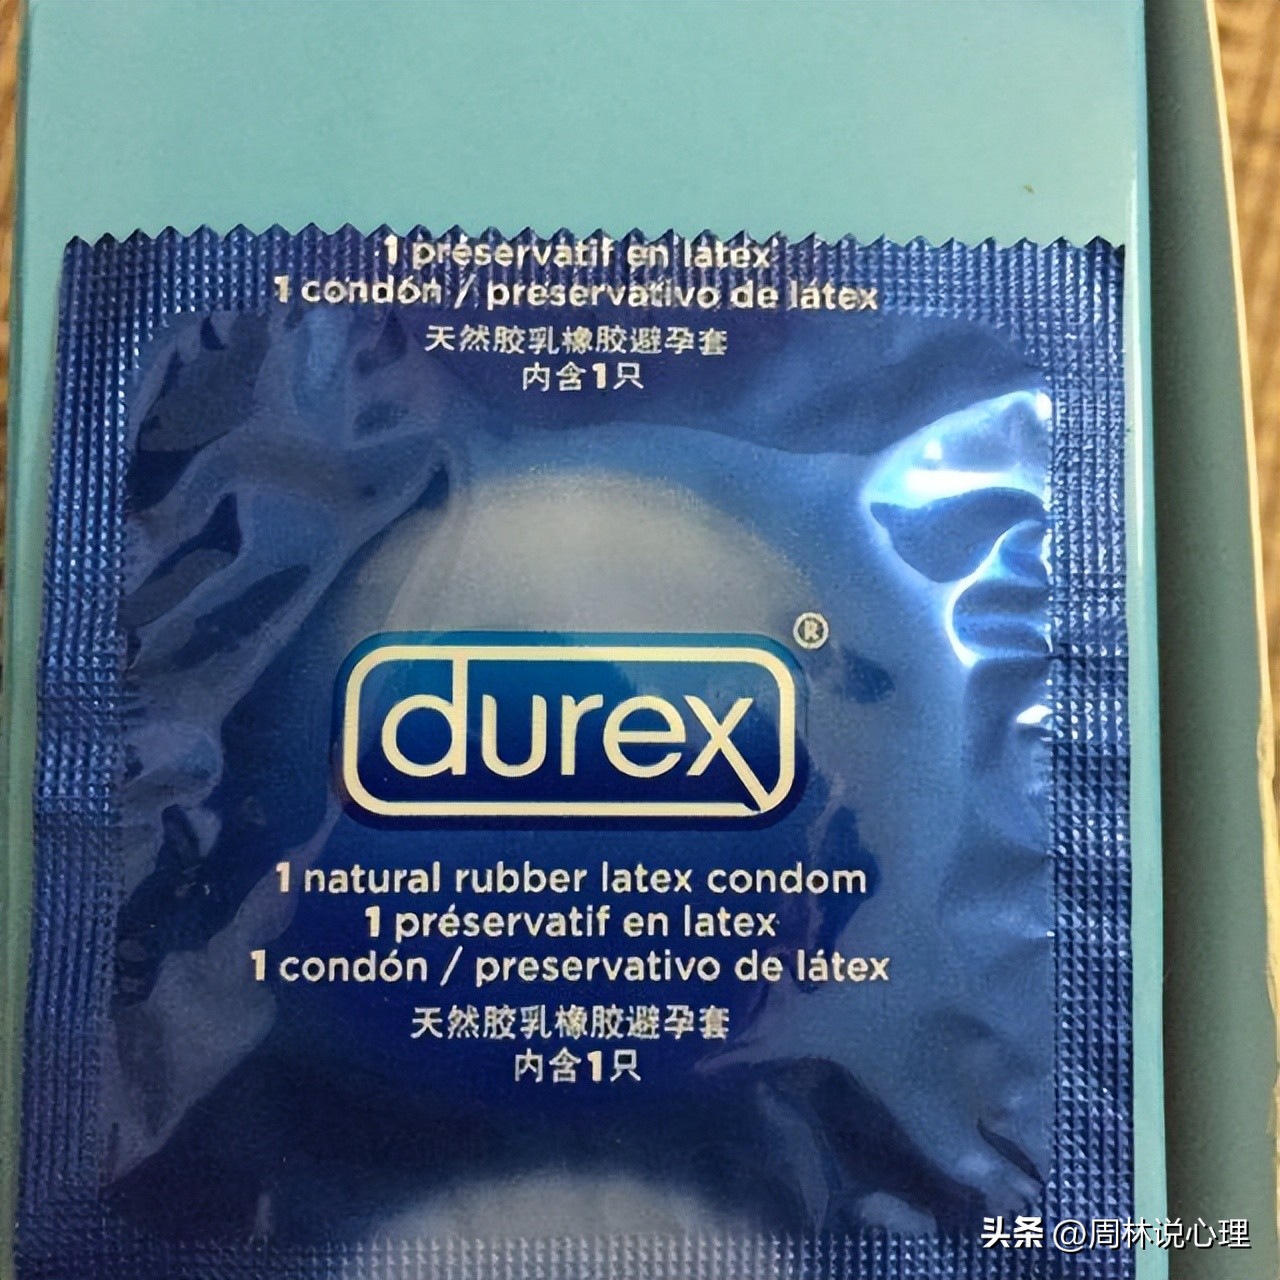 1 préservatif en latex
1 condón / preservativo de látex
天然胶乳橡胶避孕套
内含1只
durex®
1 natural rubber latex condom
1 préservatif en latex
1 condón / preservativo de látex
天然胶乳橡胶避孕套
内含1只
头条 @周林说心理